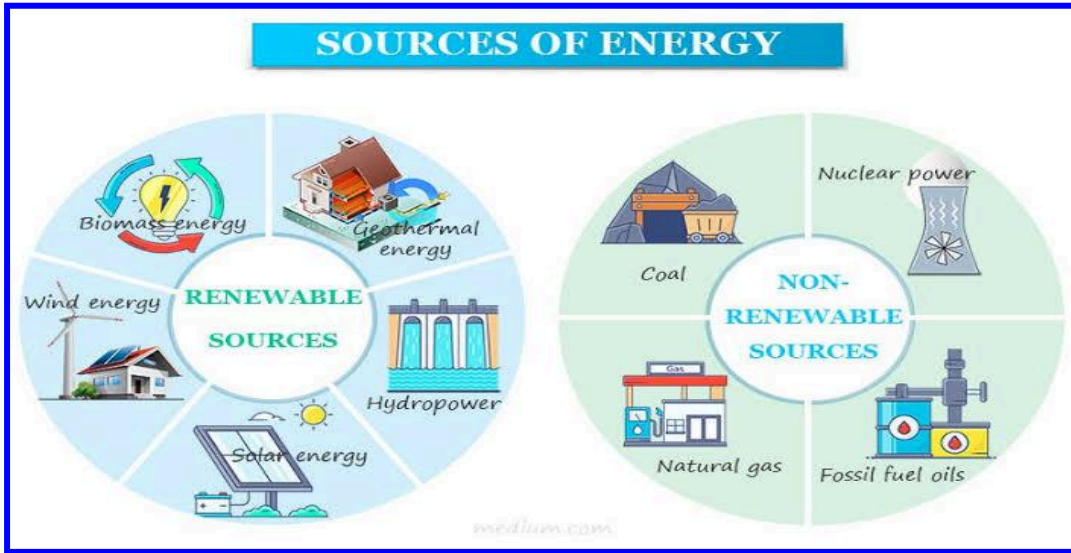 SOURCES OF ENERGY
Biomass energy
Geothermal
energy
Wind energy
RENEWABLE
SOURCES
Hydropower
Solar energy
Coal
Nuclear power
NON-
RENEWABLE
SOURCES
Gas
Natural gas
Fossil fuel oils
medium.com